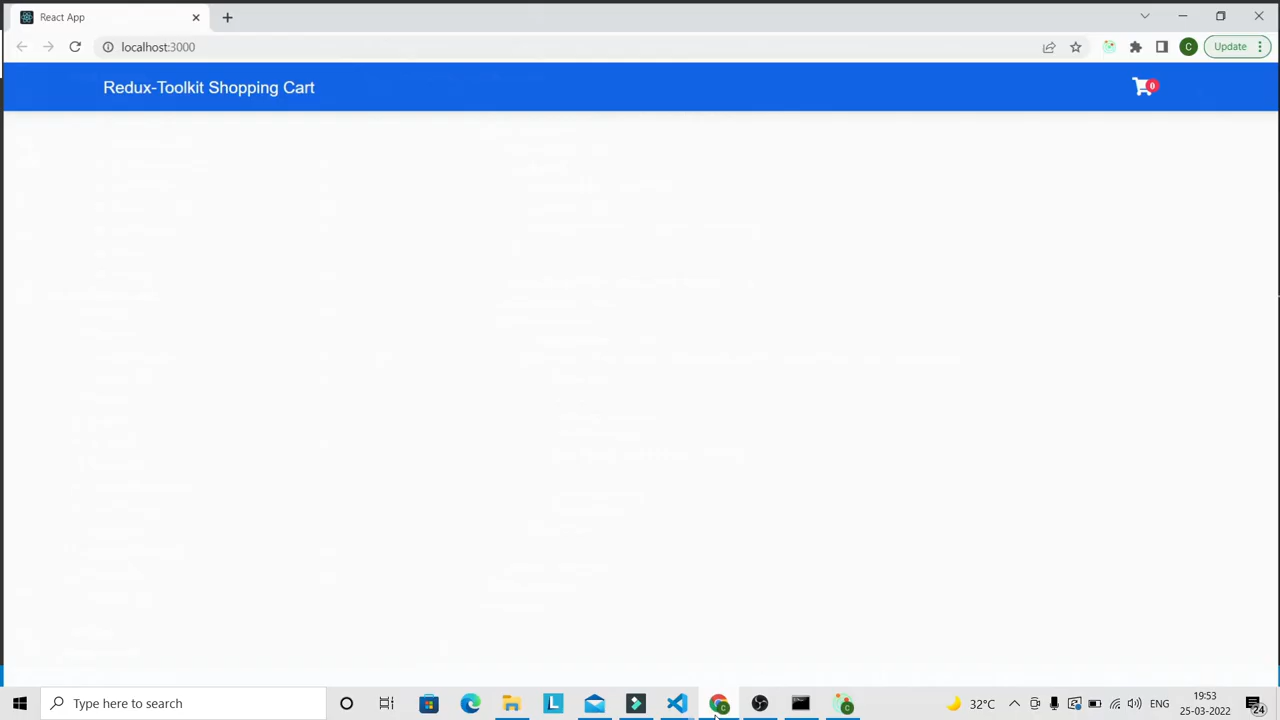 React App
localhost:3000
C
Update
Redux-Toolkit Shopping Cart
0
Type here to search
L
C
C
32°C
ENG
19:53
25-03-2022
24